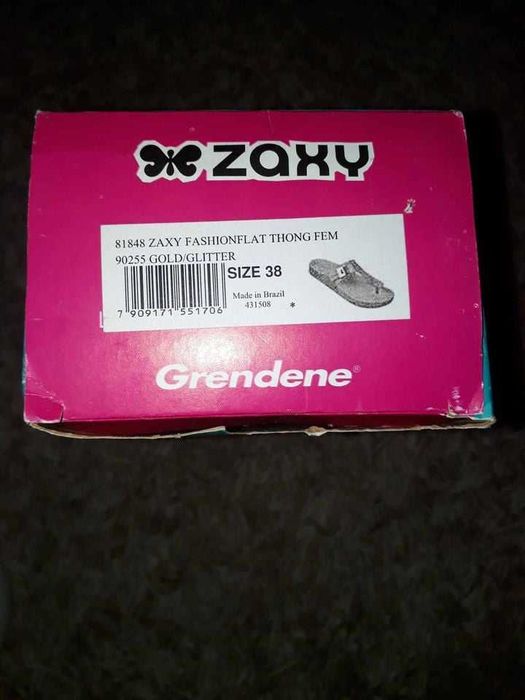 zaxy
81848 ZAXY FASHIONFLAT THONG FEM
90255 GOLD/GLITTER
SIZE 38
Made in Brazil
431508 *
7 909171 551706
Grendene®